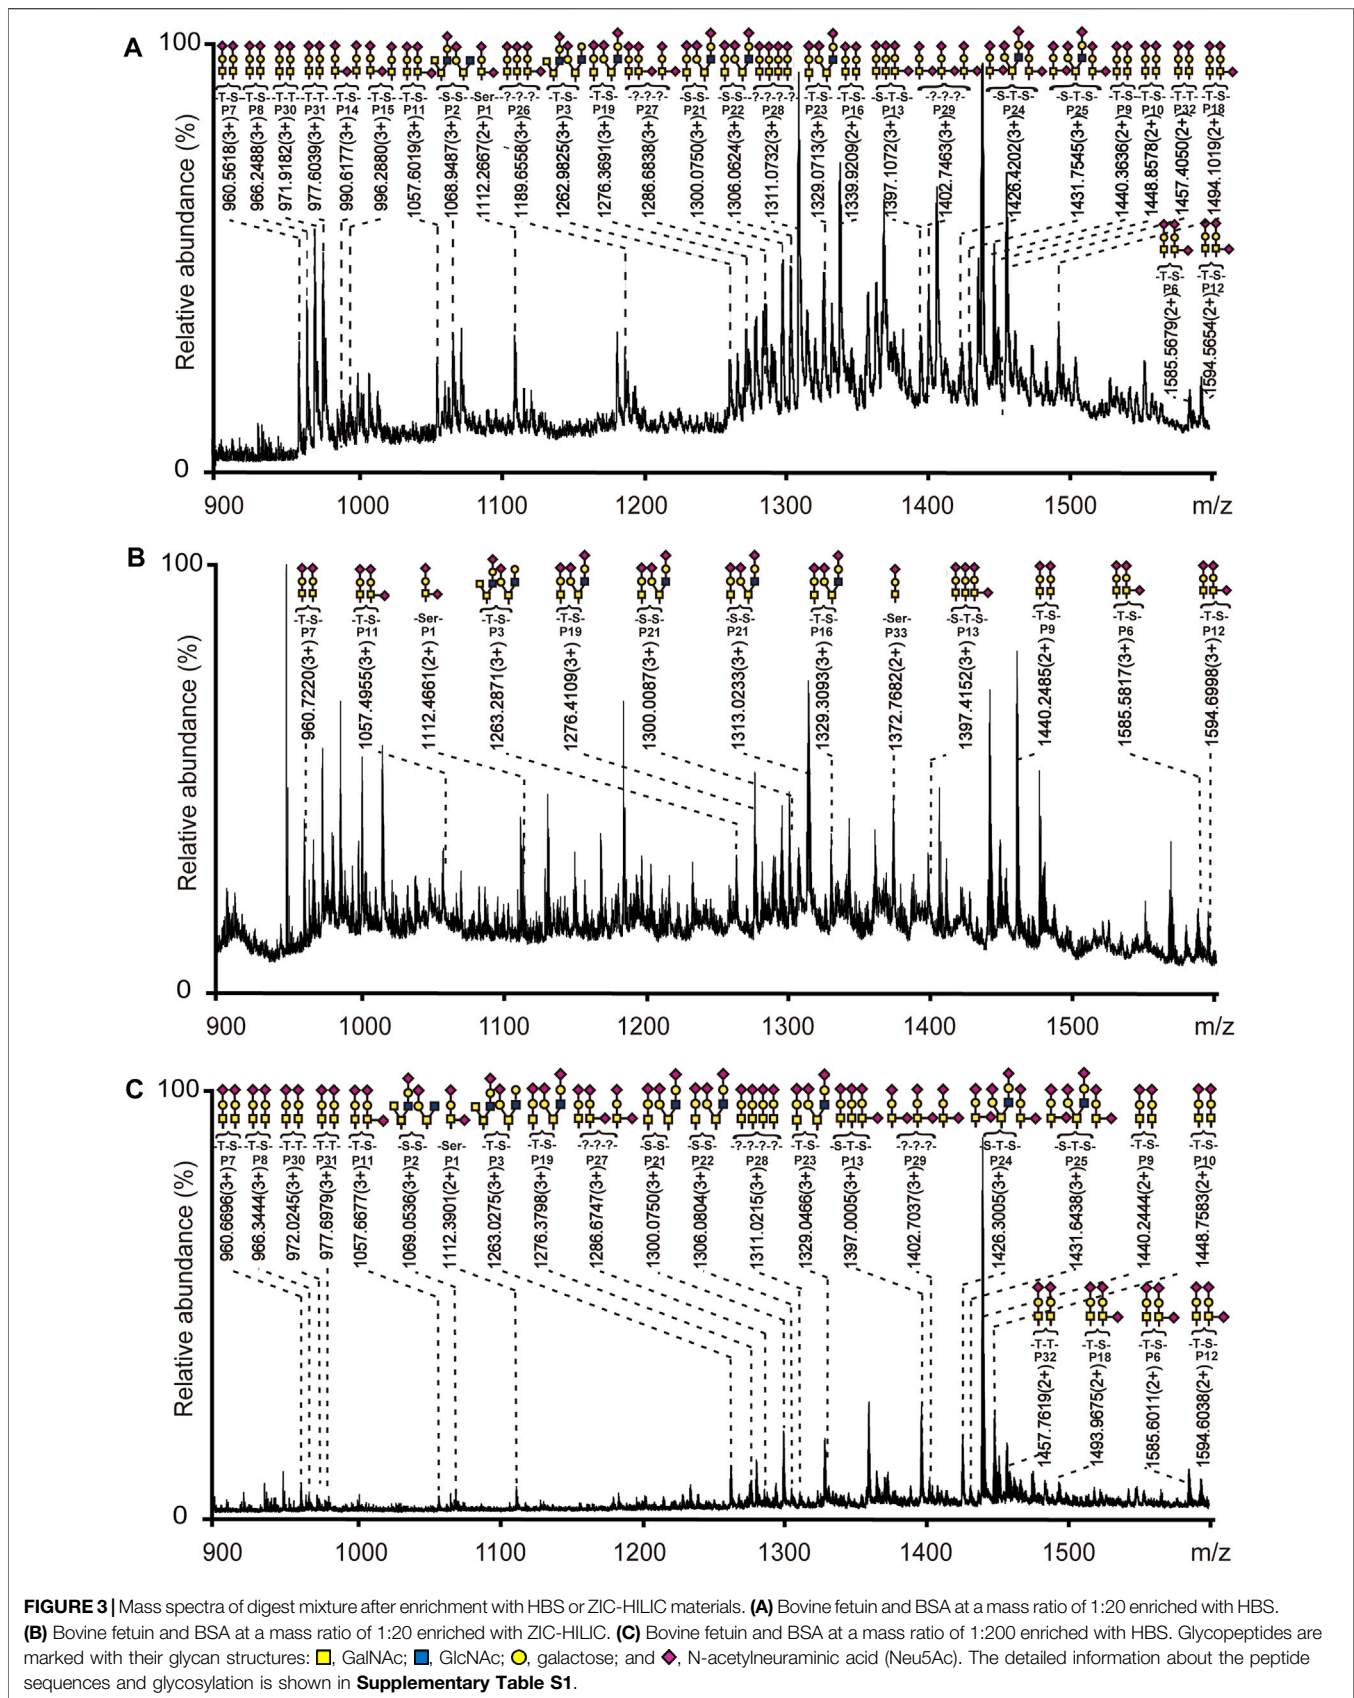 A
100
-T-S- -T-S- -T-T- -T-T- -T-S- -T-S- -T-S- -S-S- -Ser- -?-?-?- -T-S- -T-S- -?-?-?- -S-S- -S-S- -?-?-?-?- -T-S- -T-S- -S-T-S- -?-?-?- -S-T-S- -S-T-S- -T-S- -T-S- -T-T- -T-S-
P7 P8 P30 P31 P14 P15 P11 P2 P1 P26 P3 P19 P27 P21 P22 P28 P23 P16 P13 P29 P24 P25 P9 P10 P32 P18
960.5618(3+) 966.2488(3+) 971.9182(3+) 977.6039(3+) 990.6177(3+) 996.2880(3+) 1057.6019(3+) 1068.9487(3+) 1112.2667(2+) 1189.6558(3+) 1262.9825(3+) 1276.3691(3+) 1286.6838(3+) 1300.0750(3+) 1306.0624(3+) 1311.0732(3+) 1329.0713(3+) 1339.9209(2+) 1397.1072(3+) 1402.7463(3+) 1426.4202(3+) 1431.7545(3+) 1440.3636(2+) 1448.8578(2+) 1457.4050(2+) 1494.1019(2+)
-T-S- -T-S-
P6 P12
1585.5679(2+) 1594.5654(2+)
Relative abundance (%)
0
900 1000 1100 1200 1300 1400 1500 m/z
B
100
-T-S- -T-S- -Ser- -T-S- -T-S- -S-S- -S-S- -T-S- -Ser- -S-T-S- -T-S- -T-S- -T-S-
P7 P11 P1 P3 P19 P21 P21 P16 P33 P13 P9 P6 P12
960.7220(3+) 1057.4955(3+) 1112.4661(2+) 1263.2871(3+) 1276.4109(3+) 1300.0087(3+) 1313.0233(3+) 1329.3093(3+) 1372.7682(2+) 1397.4152(3+) 1440.2485(2+) 1585.5817(3+) 1594.6998(3+)
Relative abundance (%)
0
900 1000 1100 1200 1300 1400 1500 m/z
C
100
-T-S- -T-S- -T-T- -T-T- -T-S- -S-S- -Ser- -T-S- -T-S- -?-?-?- -S-S- -S-S- -?-?-?-?- -T-S- -S-T-S- -?-?-?- -S-T-S- -S-T-S- -T-S- -T-S-
P7 P8 P30 P31 P11 P2 P1 P3 P19 P27 P21 P22 P28 P23 P13 P29 P24 P25 P9 P10
960.6696(3+) 966.3444(3+) 972.0245(3+) 977.6979(3+) 1057.6677(3+) 1069.0536(3+) 1112.3901(2+) 1263.0275(3+) 1276.3798(3+) 1286.6747(3+) 1300.0750(3+) 1306.0804(3+) 1311.0215(3+) 1329.0466(3+) 1397.0005(3+) 1402.7037(3+) 1426.3005(3+) 1431.6438(3+) 1440.2444(2+) 1448.7583(2+)
-T-T- -T-S- -T-S- -T-S-
P32 P18 P6 P12
1457.7619(2+) 1493.9675(2+) 1585.6011(2+) 1594.6038(2+)
Relative abundance (%)
0
900 1000 1100 1200 1300 1400 1500 m/z
FIGURE 3 | Mass spectra of digest mixture after enrichment with HBS or ZIC-HILIC materials. (A) Bovine fetuin and BSA at a mass ratio of 1:20 enriched with HBS.
(B) Bovine fetuin and BSA at a mass ratio of 1:20 enriched with ZIC-HILIC. (C) Bovine fetuin and BSA at a mass ratio of 1:200 enriched with HBS. Glycopeptides are
marked with their glycan structures: , GalNAc; , GlcNAc; , galactose; and , N-acetylneuraminic acid (Neu5Ac). The detailed information about the peptide
sequences and glycosylation is shown in Supplementary Table S1.